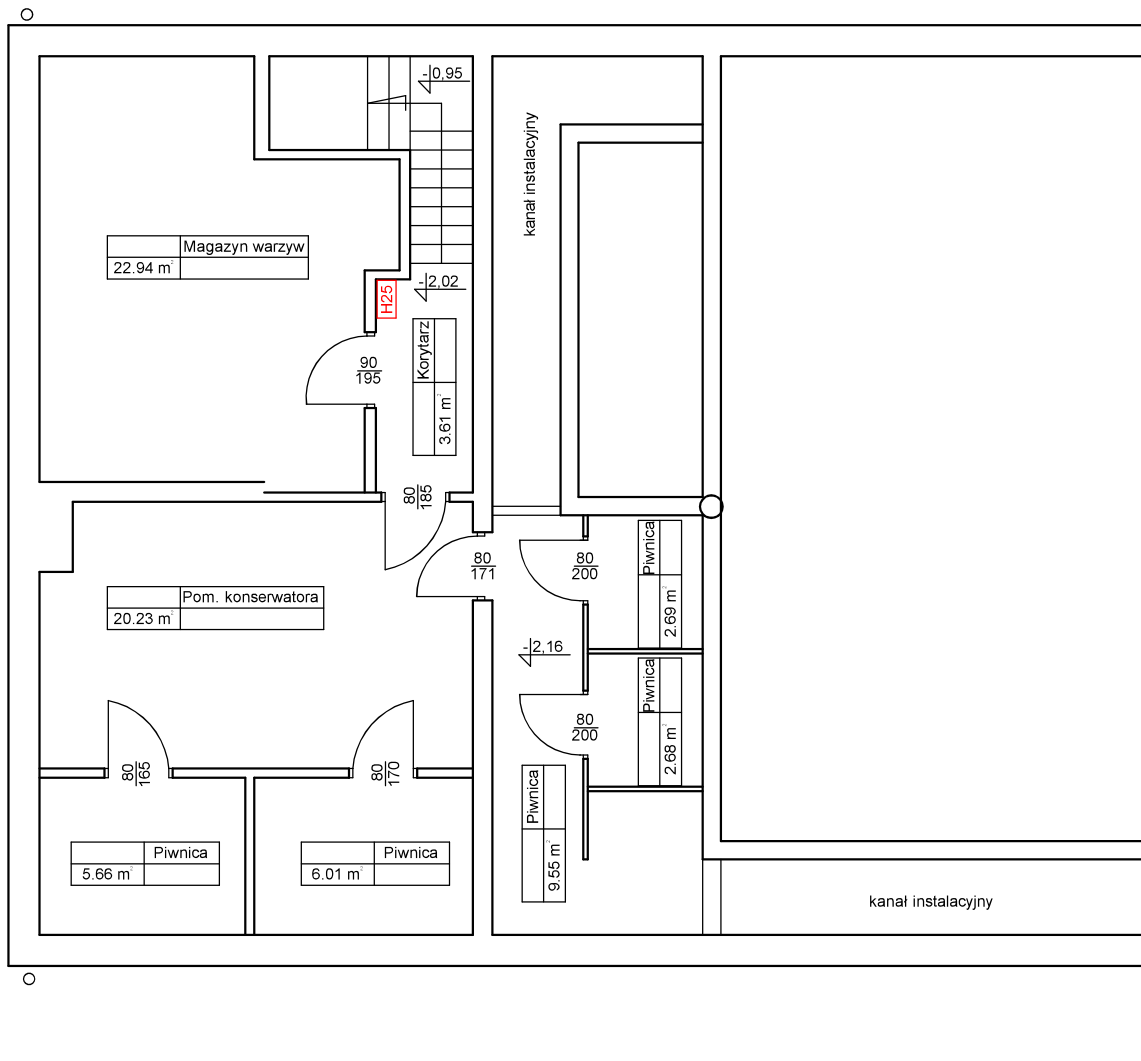 -0,95
kanał instalacyjny
Magazyn warzyw
22.94 m²
-2,02
H25
Korytarz
3.61 m²
90
195
80
185
80
171
80
200
Piwnica
2.69 m²
Pom. konserwatora
20.23 m²
-2,16
Piwnica
2.68 m²
80
200
80
165
80
170
Piwnica
9.55 m²
Piwnica
5.66 m²
Piwnica
6.01 m²
kanał instalacyjny